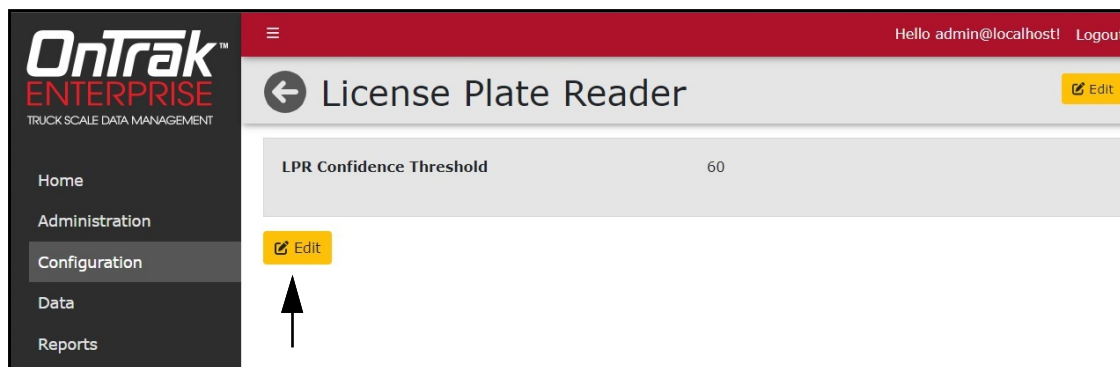 OnTrak™
ENTERPRISE
TRUCK SCALE DATA MANAGEMENT
Hello admin@localhost! Logout
License Plate Reader
Edit
LPR Confidence Threshold 60
Edit
Home
Administration
Configuration
Data
Reports